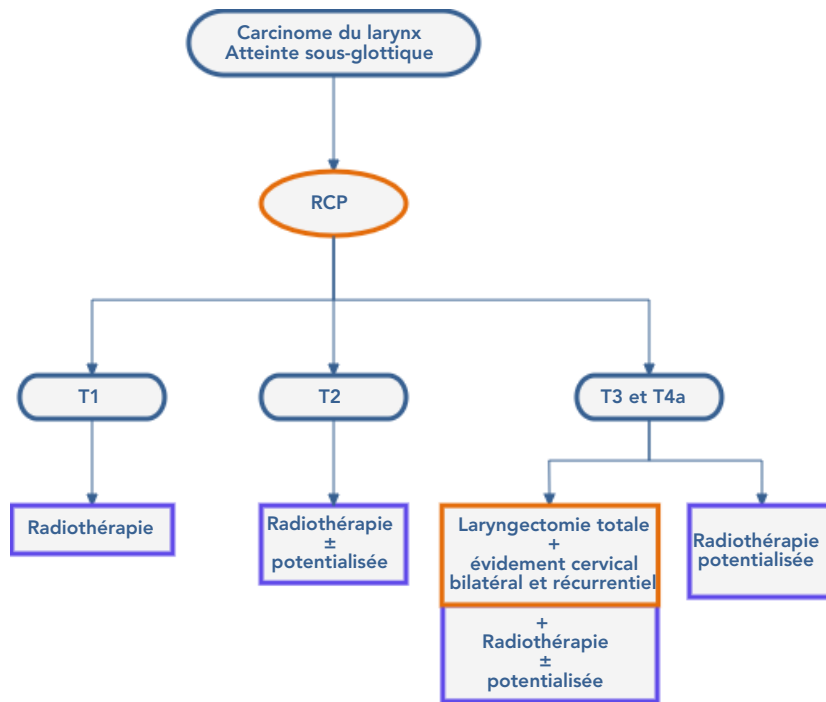 Carcinome du larynx
Atteinte sous-glottique
RCP
T1
T2
T3 et T4a
Radiothérapie
Radiothérapie
±
potentialisée
Laryngectomie totale
+
évidement cervical
bilatéral et récurrentiel
+
Radiothérapie
±
potentialisée
Radiothérapie
potentialisée